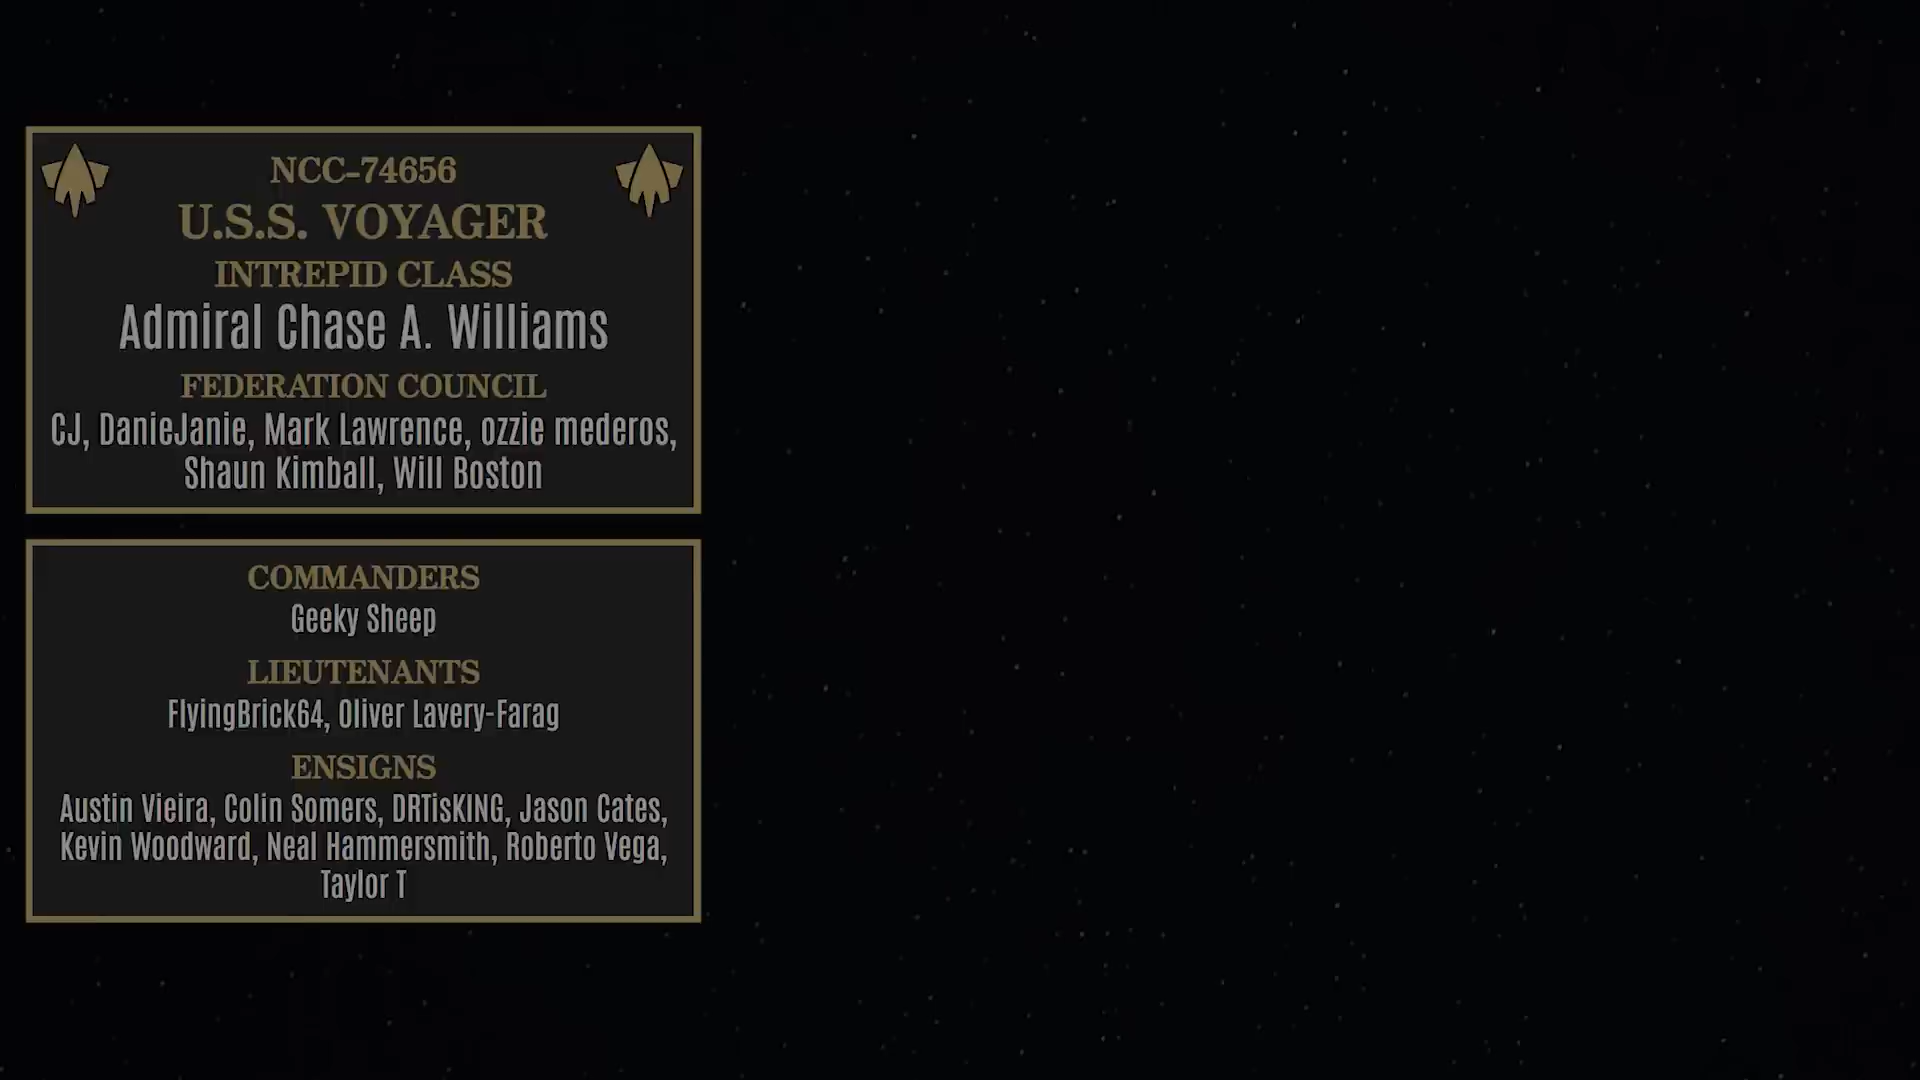 NCC-74656
U.S.S. VOYAGER
INTREPID CLASS
Admiral Chase A. Williams
FEDERATION COUNCIL
CJ, DanieJanie, Mark Lawrence, ozzie mederos,
Shaun Kimball, Will Boston
COMMANDERS
Geeky Sheep
LIEUTENANTS
FlyingBrick64, Oliver Lavery-Farag
ENSIGNS
Austin Vieira, Colin Somers, DRTisKING, Jason Cates,
Kevin Woodward, Neal Hammersmith, Roberto Vega,
Taylor T